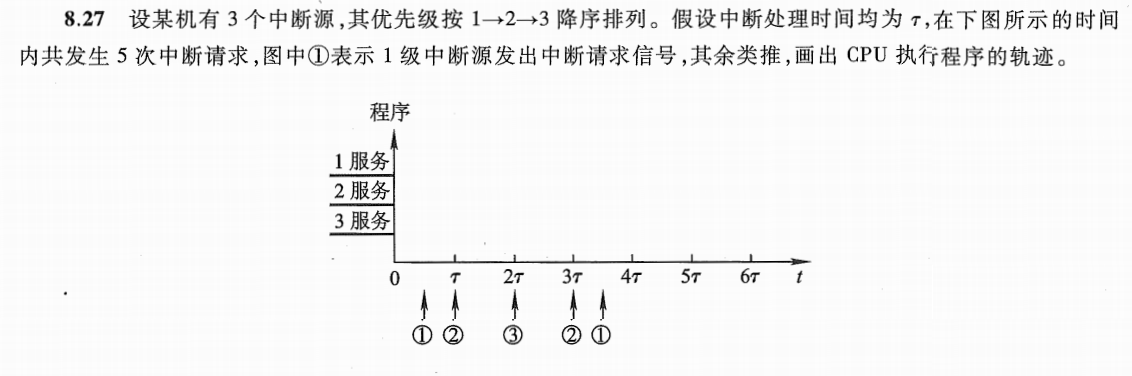 8.27 设某机有 3 个中断源,其优先级按 1→2→3 降序排列。假设中断处理时间均为 τ,在下图所示的时间
内共发生 5 次中断请求,图中①表示 1 级中断源发出中断请求信号,其余类推,画出 CPU 执行程序的轨迹。
程序
1 服务
2 服务
3 服务
0 τ 2τ 3τ 4τ 5τ 6τ t
① ② ③ ② ①